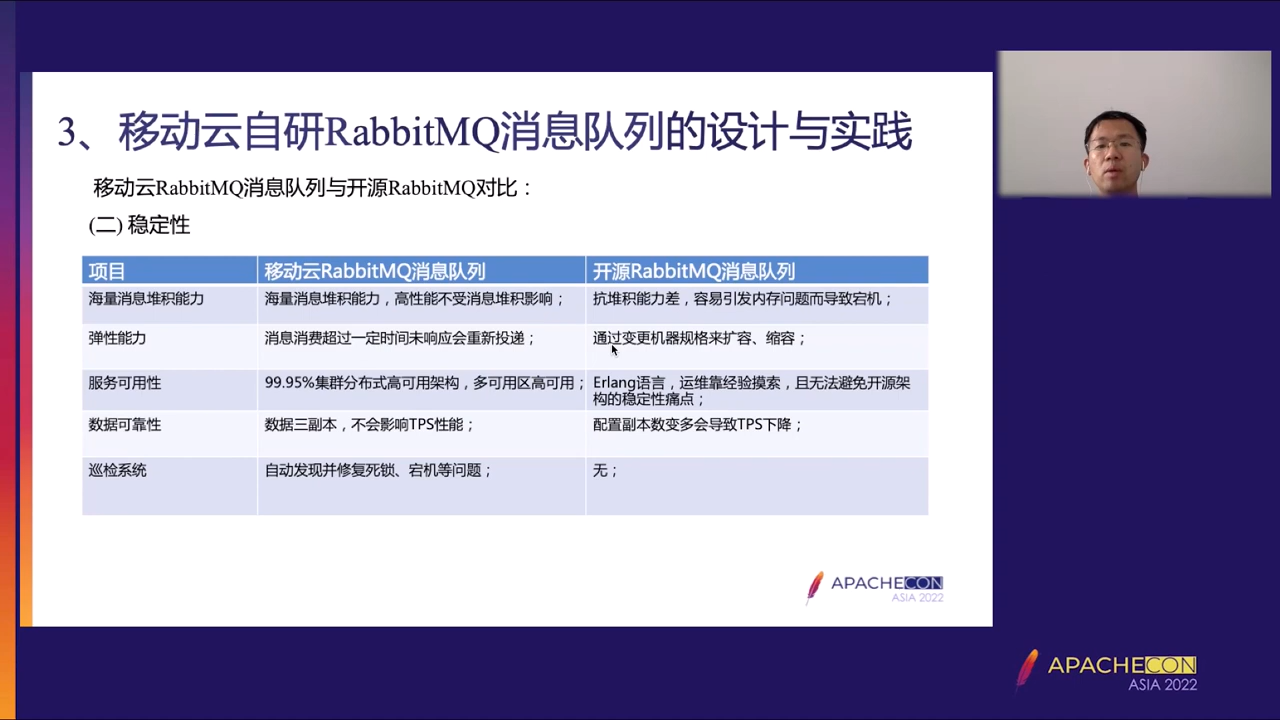 3、移动云自研RabbitMQ消息队列的设计与实践
移动云RabbitMQ消息队列与开源RabbitMQ对比：
(二) 稳定性
项目 移动云RabbitMQ消息队列 开源RabbitMQ消息队列
海量消息堆积能力 海量消息堆积能力，高性能不受消息堆积影响； 抗堆积能力差，容易引发内存问题而导致宕机；
弹性能力 消息消费超过一定时间未响应会重新投递； 通过变更机器规格来扩容、缩容；
服务可用性 99.95%集群分布式高可用架构，多可用区高可用； Erlang语言，运维靠经验摸索，且无法避免开源架
构的稳定性痛点；
数据可靠性 数据三副本，不会影响TPS性能； 配置副本数变多会导致TPS下降；
巡检系统 自动发现并修复死锁、宕机等问题； 无；
APACHECON
ASIA 2022
APACHECON
ASIA 2022